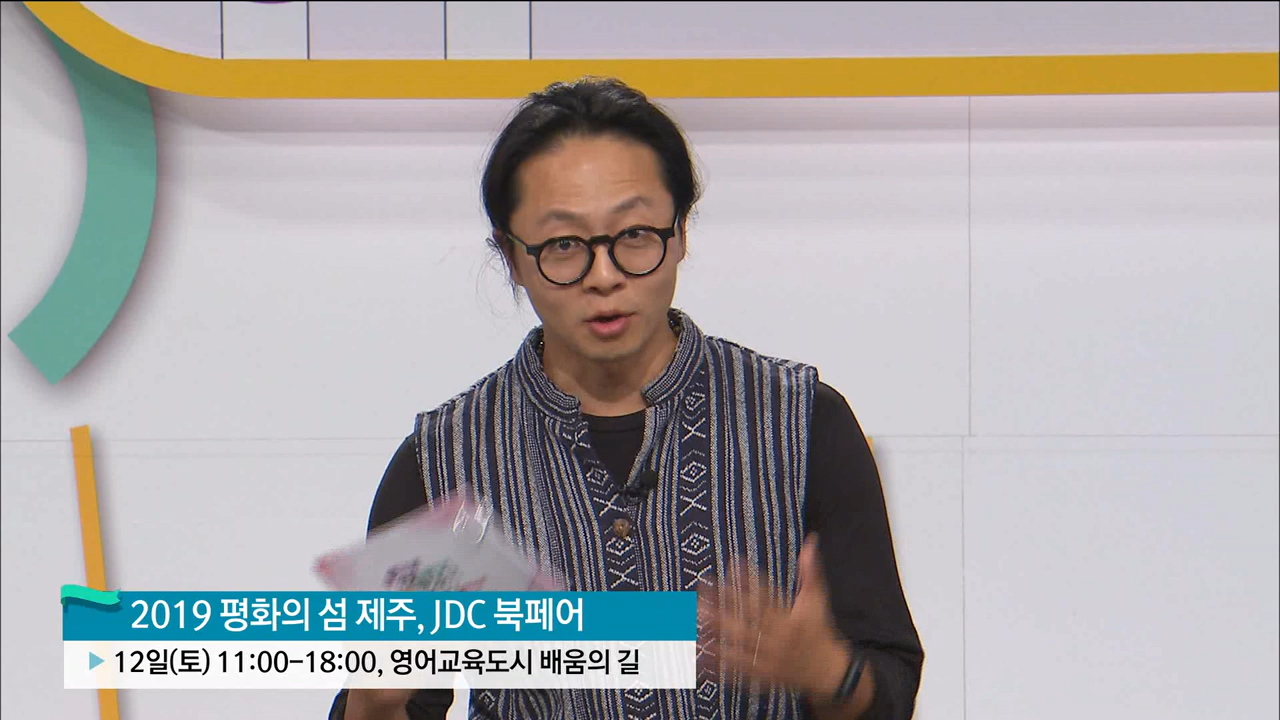 2019 평화의 섬 제주, JDC 북페어
▶ 12일(토) 11:00-18:00, 영어교육도시 배움의 길